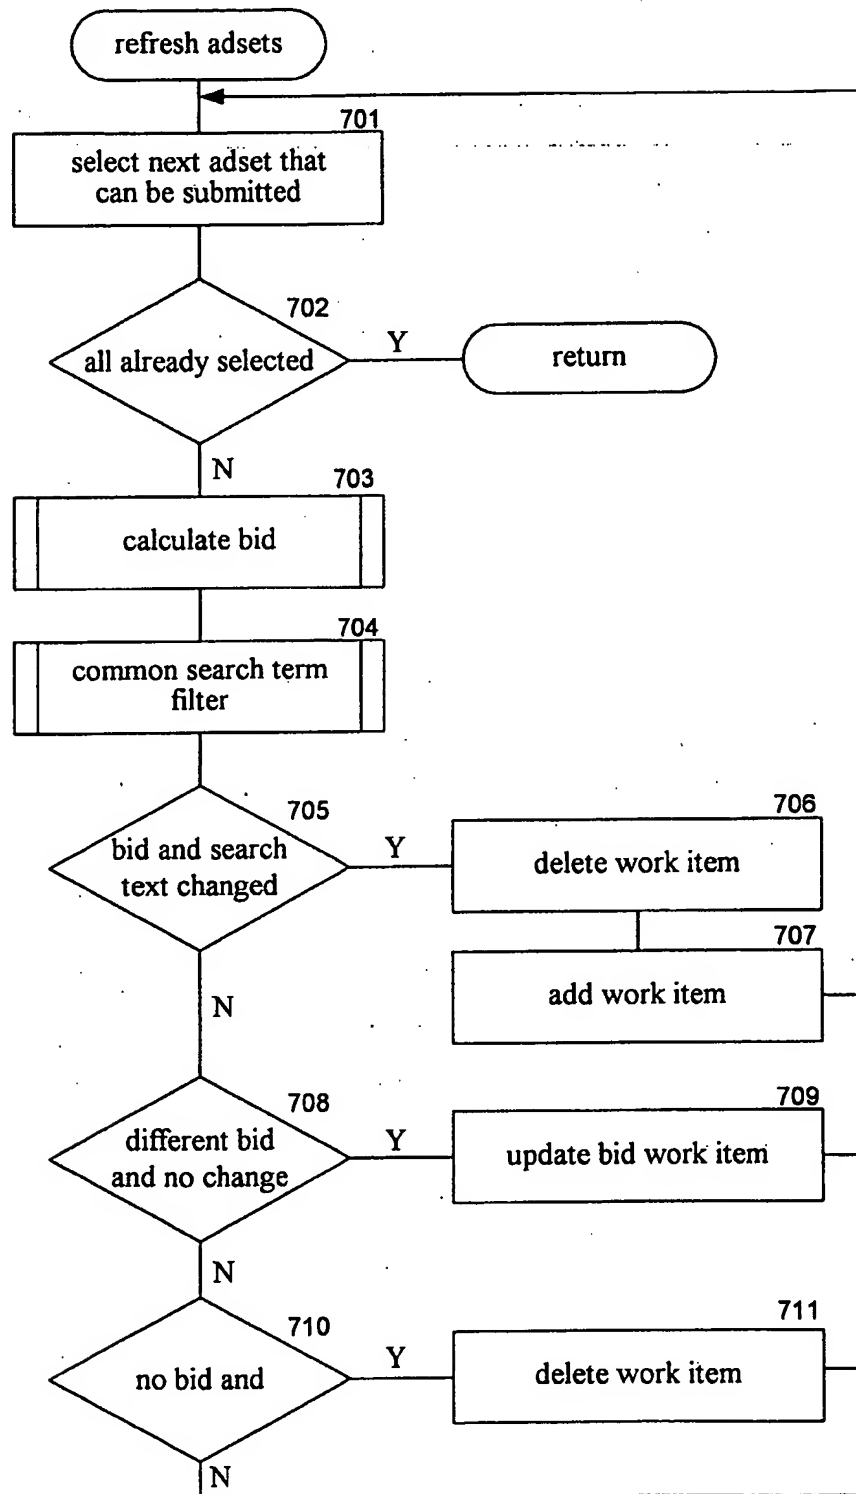 refresh adsets
701
select next adset that
can be submitted
702
all already selected
Y
return
N
703
calculate bid
704
common search term
filter
705
bid and search
text changed
Y
706
delete work item
707
add work item
N
708
different bid
and no change
Y
709
update bid work item
N
710
no bid and
Y
711
delete work item
N